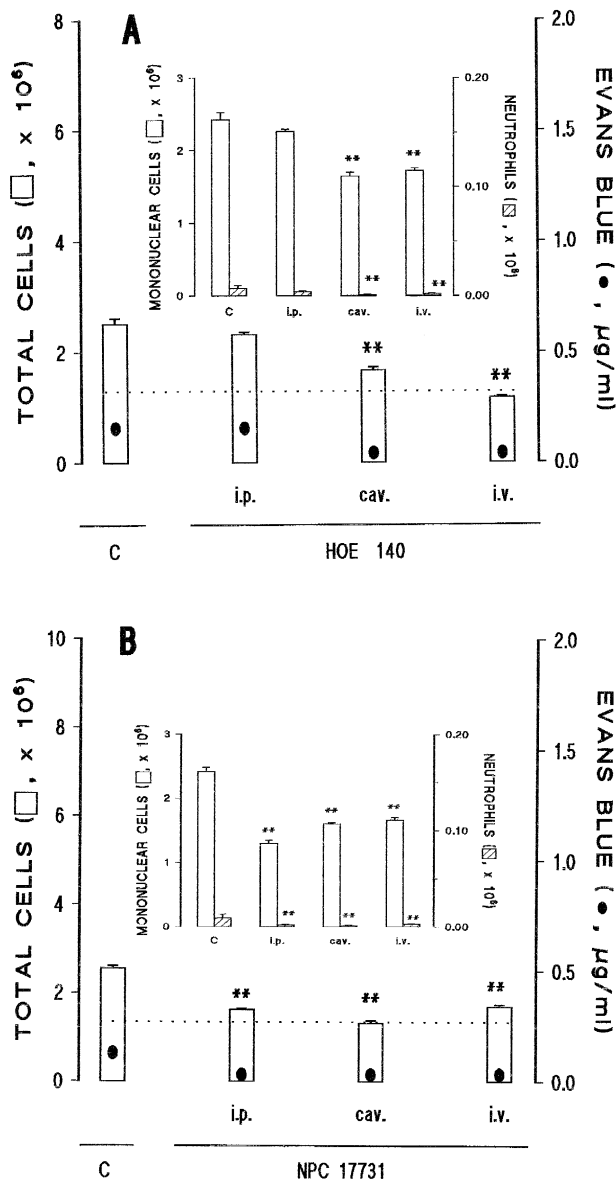 A
TOTAL CELLS (□, x 10⁶)
8
6
4
2
0
EVANS BLUE (●, µg/ml)
2.0
1.5
1.0
0.5
0.0
MONONUCLEAR CELLS (□, x 10⁶)
3
2
1
0
NEUTROPHILS (▨, x 10⁶)
0.20
0.10
0.00
** **
** **
C i.p. cav. i.v.
** **
i.p. cav. i.v.
C HOE 140
B
TOTAL CELLS (□, x 10⁶)
10
8
6
4
2
0
EVANS BLUE (●, µg/ml)
2.0
1.5
1.0
0.5
0.0
MONONUCLEAR CELLS (□, x 10⁶)
3
2
1
0
NEUTROPHILS (▨, x 10⁶)
0.20
0.10
0.00
** ** **
** ** **
C i.p. cav. i.v.
** ** **
i.p. cav. i.v.
C NPC 17731